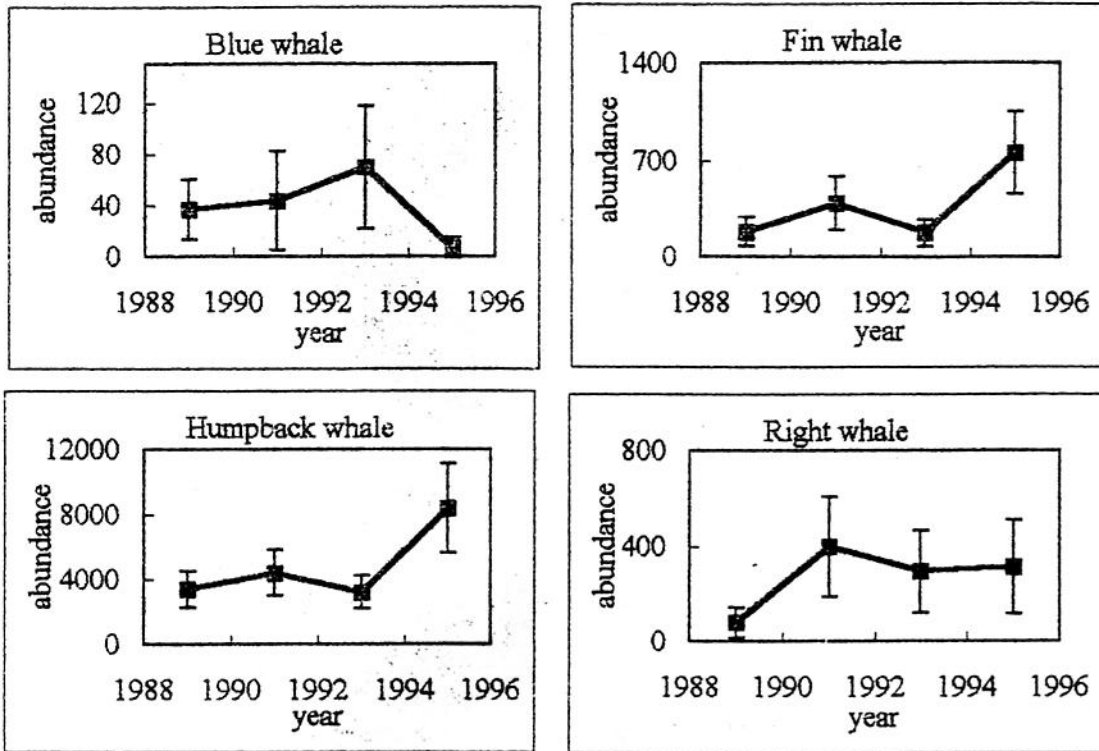 Blue whale
120
80
40
0
abundance
1988 1990 1992 1994 1996
year
Fin whale
1400
700
0
abundance
1988 1990 1992 1994 1996
year
Humpback whale
12000
8000
4000
0
abundance
1988 1990 1992 1994 1996
year
Right whale
800
400
0
abundance
1988 1990 1992 1994 1996
year